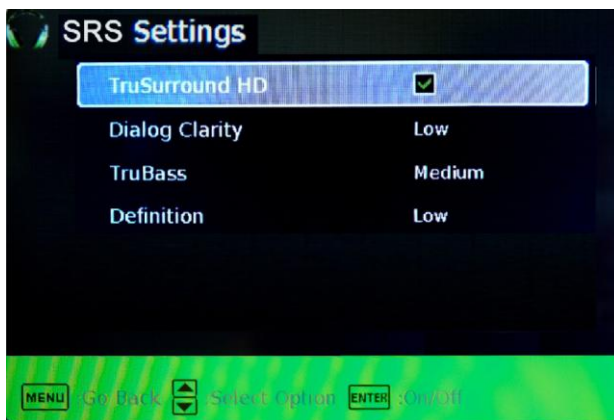 SRS Settings
TruSurround HD
Dialog Clarity Low
TruBass Medium
Definition Low
MENU :Go Back :Select Option ENTER :On/Off